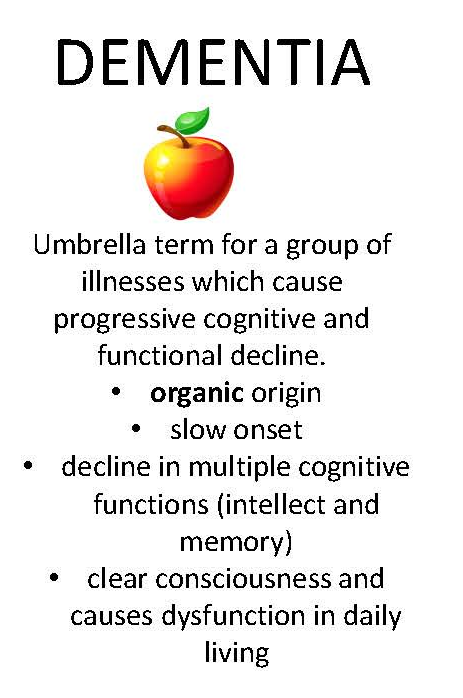 DEMENTIA
Umbrella term for a group of
illnesses which cause
progressive cognitive and
functional decline.
• organic origin
• slow onset
• decline in multiple cognitive
functions (intellect and
memory)
• clear consciousness and
causes dysfunction in daily
living